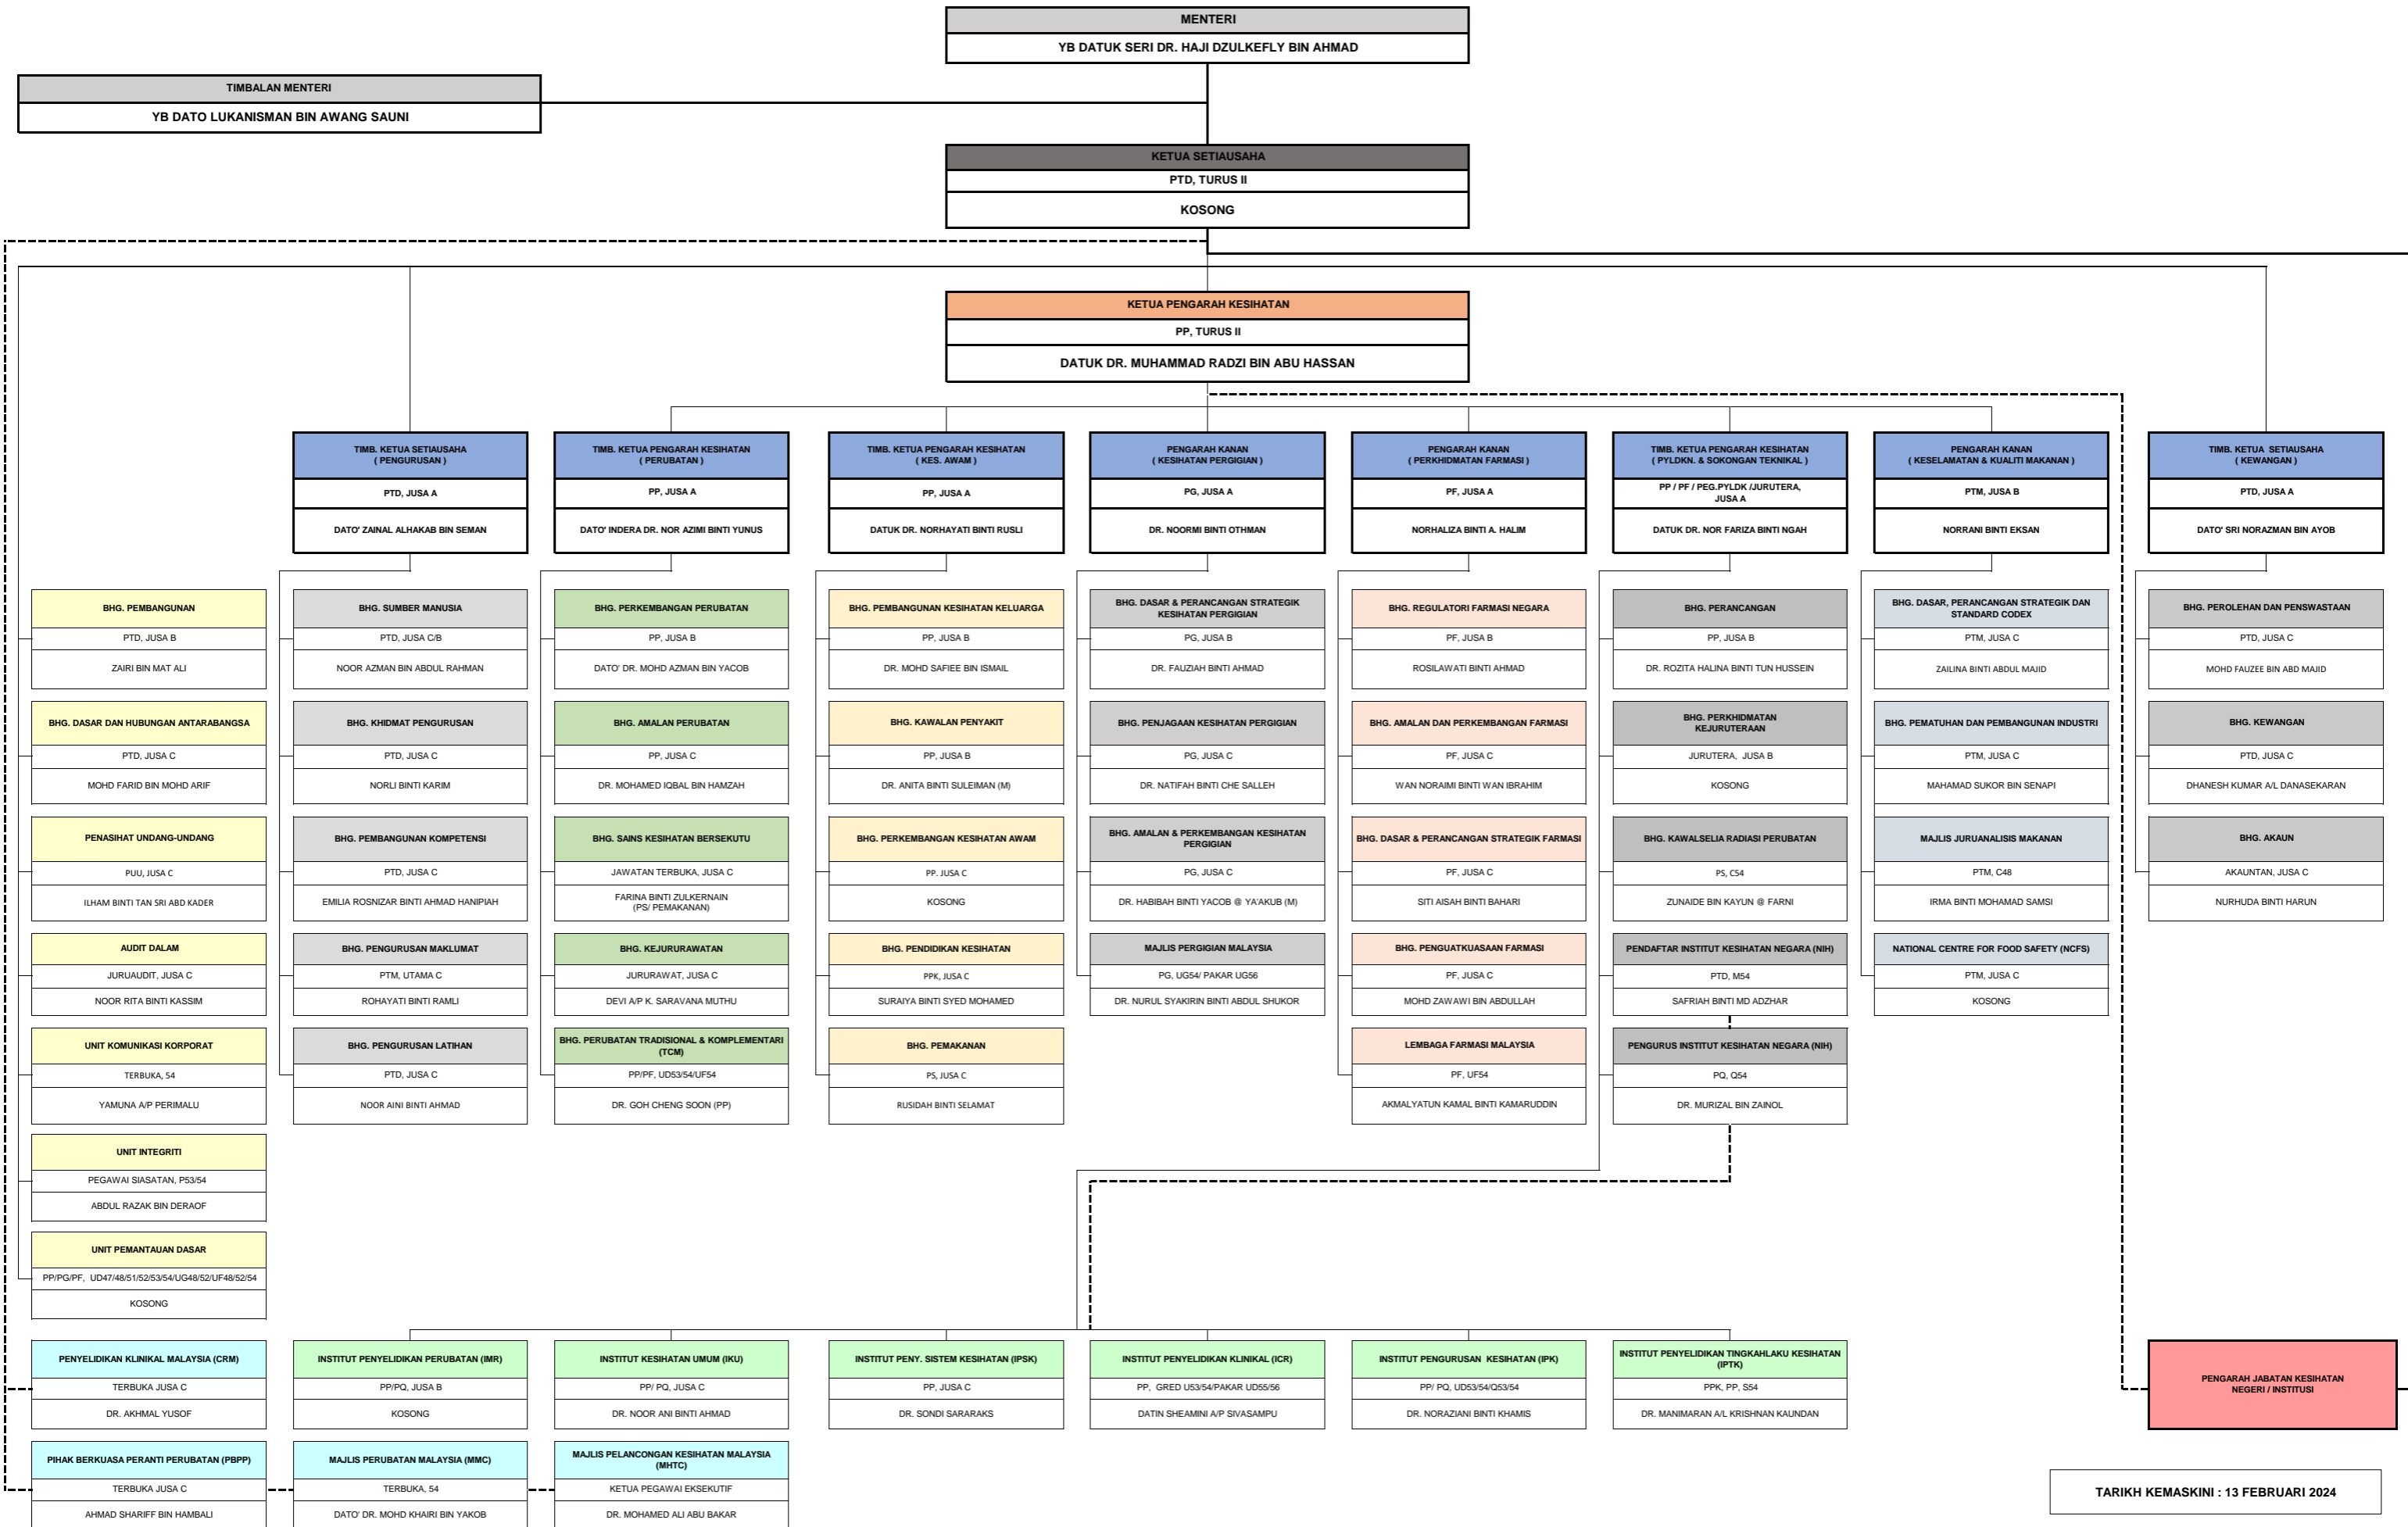 MENTERI
YB DATUK SERI DR. HAJI DZULKEFLY BIN AHMAD
TIMBALAN MENTERI
YB DATO LUKANISMAN BIN AWANG SAUNI
KETUA SETIAUSAHA
PTD, TURUS II
KOSONG
KETUA PENGARAH KESIHATAN
PP, TURUS II
DATUK DR. MUHAMMAD RADZI BIN ABU HASSAN
TIMB. KETUA SETIAUSAHA
( PENGURUSAN )
PTD, JUSA A
DATO' ZAINAL ALHAKAB BIN SEMAN
TIMB. KETUA PENGARAH KESIHATAN
( PERUBATAN )
PP, JUSA A
DATO' INDERA DR. NOR AZIMI BINTI YUNUS
TIMB. KETUA PENGARAH KESIHATAN
( KES. AWAM )
PP, JUSA A
DATUK DR. NORHAYATI BINTI RUSLI
PENGARAH KANAN
( KESIHATAN PERGIGIAN )
PG, JUSA A
DR. NOORMI BINTI OTHMAN
PENGARAH KANAN
( PERKHIDMATAN FARMASI )
PF, JUSA A
NORHALIZA BINTI A. HALIM
TIMB. KETUA PENGARAH KESIHATAN
( PYLDKN. & SOKONGAN TEKNIKAL )
PP / PF / PEG.PYLDK /JURUTERA,
JUSA A
DATUK DR. NOR FARIZA BINTI NGAH
PENGARAH KANAN
( KESELAMATAN & KUALITI MAKANAN )
PTM, JUSA B
NORRANI BINTI EKSAN
TIMB. KETUA SETIAUSAHA
( KEWANGAN )
PTD, JUSA A
DATO' SRI NORAZMAN BIN AYOB
BHG. PEMBANGUNAN
PTD, JUSA B
ZAIRI BIN MAT ALI
BHG. DASAR DAN HUBUNGAN ANTARABANGSA
PTD, JUSA C
MOHD FARID BIN MOHD ARIF
PENASIHAT UNDANG-UNDANG
PUU, JUSA C
ILHAM BINTI TAN SRI ABD KADER
AUDIT DALAM
JURUAUDIT, JUSA C
NOOR RITA BINTI KASSIM
UNIT KOMUNIKASI KORPORAT
TERBUKA, 54
YAMUNA A/P PERIMALU
UNIT INTEGRITI
PEGAWAI SIASATAN, P53/54
ABDUL RAZAK BIN DERAOF
UNIT PEMANTAUAN DASAR
PP/PG/PF, UD47/48/51/52/53/54/UG48/52/UF48/52/54
KOSONG
BHG. SUMBER MANUSIA
PTD, JUSA C/B
NOOR AZMAN BIN ABDUL RAHMAN
BHG. KHIDMAT PENGURUSAN
PTD, JUSA C
NORLI BINTI KARIM
BHG. PEMBANGUNAN KOMPETENSI
PTD, JUSA C
EMILIA ROSNIZAR BINTI AHMAD HANIPIAH
BHG. PENGURUSAN MAKLUMAT
PTM, UTAMA C
ROHAYATI BINTI RAMLI
BHG. PENGURUSAN LATIHAN
PTD, JUSA C
NOOR AINI BINTI AHMAD
BHG. PERKEMBANGAN PERUBATAN
PP, JUSA B
DATO' DR. MOHD AZMAN BIN YACOB
BHG. AMALAN PERUBATAN
PP, JUSA C
DR. MOHAMED IQBAL BIN HAMZAH
BHG. SAINS KESIHATAN BERSEKUTU
JAWATAN TERBUKA, JUSA C
FARINA BINTI ZULKERNAIN
(PS/ PEMAKANAN)
BHG. KEJURURAWATAN
JURURAWAT, JUSA C
DEVI A/P K. SARAVANA MUTHU
BHG. PERUBATAN TRADISIONAL & KOMPLEMENTARI
(TCM)
PP/PF, UD53/54/UF54
DR. GOH CHENG SOON (PP)
BHG. PEMBANGUNAN KESIHATAN KELUARGA
PP, JUSA B
DR. MOHD SAFIEE BIN ISMAIL
BHG. KAWALAN PENYAKIT
PP, JUSA B
DR. ANITA BINTI SULEIMAN (M)
BHG. PERKEMBANGAN KESIHATAN AWAM
PP. JUSA C
KOSONG
BHG. PENDIDIKAN KESIHATAN
PPK, JUSA C
SURAIYA BINTI SYED MOHAMED
BHG. PEMAKANAN
PS, JUSA C
RUSIDAH BINTI SELAMAT
BHG. DASAR & PERANCANGAN STRATEGIK
KESIHATAN PERGIGIAN
PG, JUSA B
DR. FAUZIAH BINTI AHMAD
BHG. PENJAGAAN KESIHATAN PERGIGIAN
PG, JUSA C
DR. NATIFAH BINTI CHE SALLEH
BHG. AMALAN & PERKEMBANGAN KESIHATAN
PERGIGIAN
PG, JUSA C
DR. HABIBAH BINTI YACOB @ YA'AKUB (M)
MAJLIS PERGIGIAN MALAYSIA
PG, UG54/ PAKAR UG56
DR. NURUL SYAKIRIN BINTI ABDUL SHUKOR
BHG. REGULATORI FARMASI NEGARA
PF, JUSA B
ROSILAWATI BINTI AHMAD
BHG. AMALAN DAN PERKEMBANGAN FARMASI
PF, JUSA C
WAN NORAIMI BINTI WAN IBRAHIM
BHG. DASAR & PERANCANGAN STRATEGIK FARMASI
PF, JUSA C
SITI AISAH BINTI BAHARI
BHG. PENGUATKUASAAN FARMASI
PF, JUSA C
MOHD ZAWAWI BIN ABDULLAH
LEMBAGA FARMASI MALAYSIA
PF, UF54
AKMALYATUN KAMAL BINTI KAMARUDDIN
BHG. PERANCANGAN
PP, JUSA B
DR. ROZITA HALINA BINTI TUN HUSSEIN
BHG. PERKHIDMATAN
KEJURUTERAAN
JURUTERA, JUSA B
KOSONG
BHG. KAWALSELIA RADIASI PERUBATAN
PS, C54
ZUNAIDE BIN KAYUN @ FARNI
PENDAFTAR INSTITUT KESIHATAN NEGARA (NIH)
PTD, M54
SAFRIAH BINTI MD ADZHAR
PENGURUS INSTITUT KESIHATAN NEGARA (NIH)
PQ, Q54
DR. MURIZAL BIN ZAINOL
BHG. DASAR, PERANCANGAN STRATEGIK DAN
STANDARD CODEX
PTM, JUSA C
ZAILINA BINTI ABDUL MAJID
BHG. PEMATUHAN DAN PEMBANGUNAN INDUSTRI
PTM, JUSA C
MAHAMAD SUKOR BIN SENAPI
MAJLIS JURUANALISIS MAKANAN
PTM, C48
IRMA BINTI MOHAMAD SAMSI
NATIONAL CENTRE FOR FOOD SAFETY (NCFS)
PTM, JUSA C
KOSONG
BHG. PEROLEHAN DAN PENSWASTAAN
PTD, JUSA C
MOHD FAUZEE BIN ABD MAJID
BHG. KEWANGAN
PTD, JUSA C
DHANESH KUMAR A/L DANASEKARAN
BHG. AKAUN
AKAUNTAN, JUSA C
NURHUDA BINTI HARUN
PENYELIDIKAN KLINIKAL MALAYSIA (CRM)
TERBUKA JUSA C
DR. AKHMAL YUSOF
INSTITUT PENYELIDIKAN PERUBATAN (IMR)
PP/PQ, JUSA B
KOSONG
INSTITUT KESIHATAN UMUM (IKU)
PP/ PQ, JUSA C
DR. NOOR ANI BINTI AHMAD
INSTITUT PENY. SISTEM KESIHATAN (IPSK)
PP, JUSA C
DR. SONDI SARARAKS
INSTITUT PENYELIDIKAN KLINIKAL (ICR)
PP, GRED U53/54/PAKAR UD55/56
DATIN SHEAMINI A/P SIVASAMPU
INSTITUT PENGURUSAN KESIHATAN (IPK)
PP/ PQ, UD53/54/Q53/54
DR. NORAZIANI BINTI KHAMIS
INSTITUT PENYELIDIKAN TINGKAHLAKU KESIHATAN
(IPTK)
PPK, PP, S54
DR. MANIMARAN A/L KRISHNAN KAUNDAN
PENGARAH JABATAN KESIHATAN
NEGERI / INSTITUSI
PIHAK BERKUASA PERANTI PERUBATAN (PBPP)
TERBUKA JUSA C
AHMAD SHARIFF BIN HAMBALI
MAJLIS PERUBATAN MALAYSIA (MMC)
TERBUKA, 54
DATO' DR. MOHD KHAIRI BIN YAKOB
MAJLIS PELANCONGAN KESIHATAN MALAYSIA
(MHTC)
KETUA PEGAWAI EKSEKUTIF
DR. MOHAMED ALI ABU BAKAR
TARIKH KEMASKINI : 13 FEBRUARI 2024